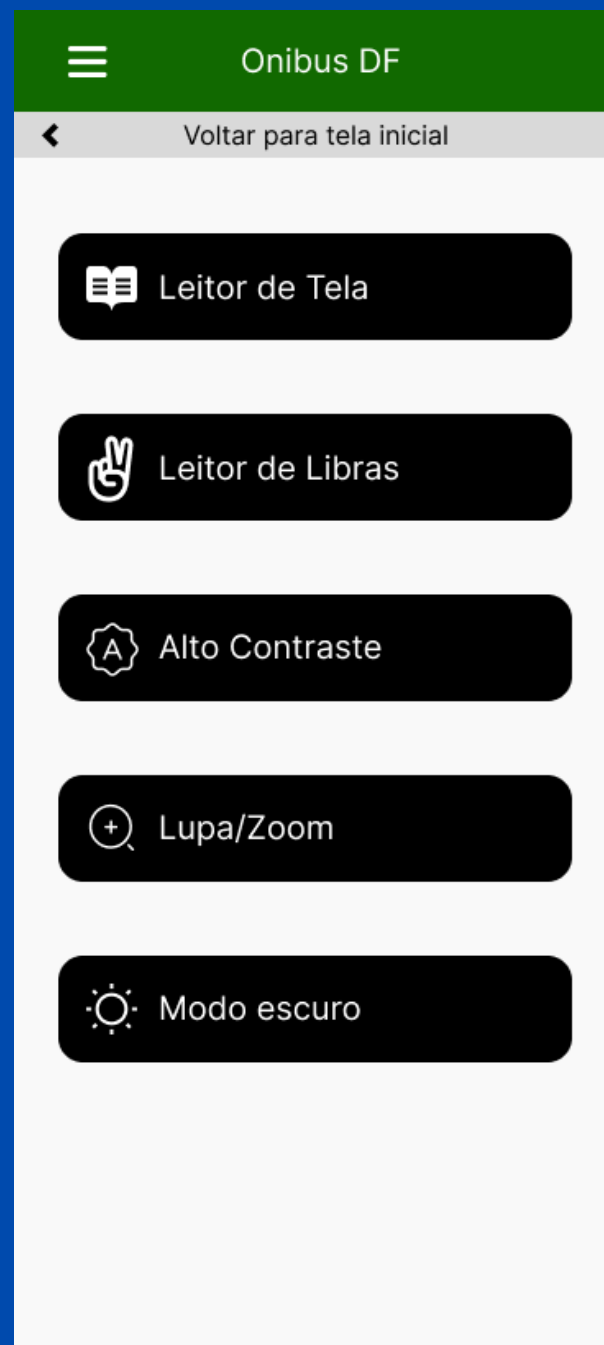 Onibus DF
Voltar para tela inicial
Leitor de Tela
Leitor de Libras
A Alto Contraste
Lupa/Zoom
Modo escuro